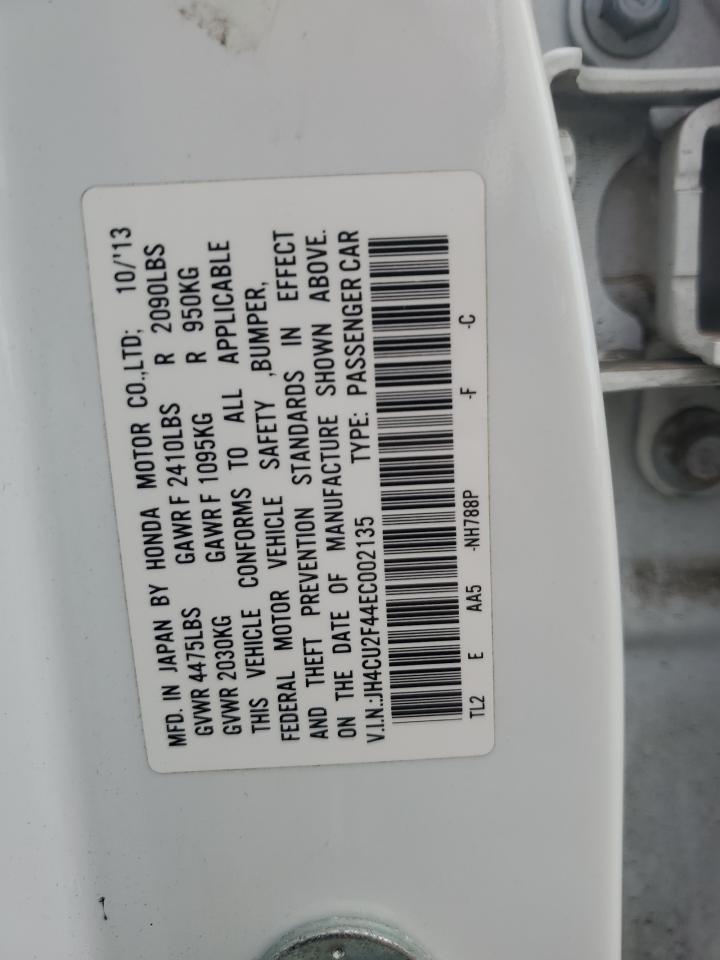 MFD. IN JAPAN BY HONDA MOTOR CO.,LTD; 10/'13
GVWR 4475LBS GAWR F 2410LBS R 2090LBS
GVWR 2030KG GAWR F 1095KG R 950KG
THIS VEHICLE CONFORMS TO ALL APPLICABLE
FEDERAL MOTOR VEHICLE SAFETY ,BUMPER,
AND THEFT PREVENTION STANDARDS IN EFFECT
ON THE DATE OF MANUFACTURE SHOWN ABOVE.
V.I.N.:JH4CU2F44EC002135 TYPE: PASSENGER CAR
TL2 E AA5 -NH788P -F -C